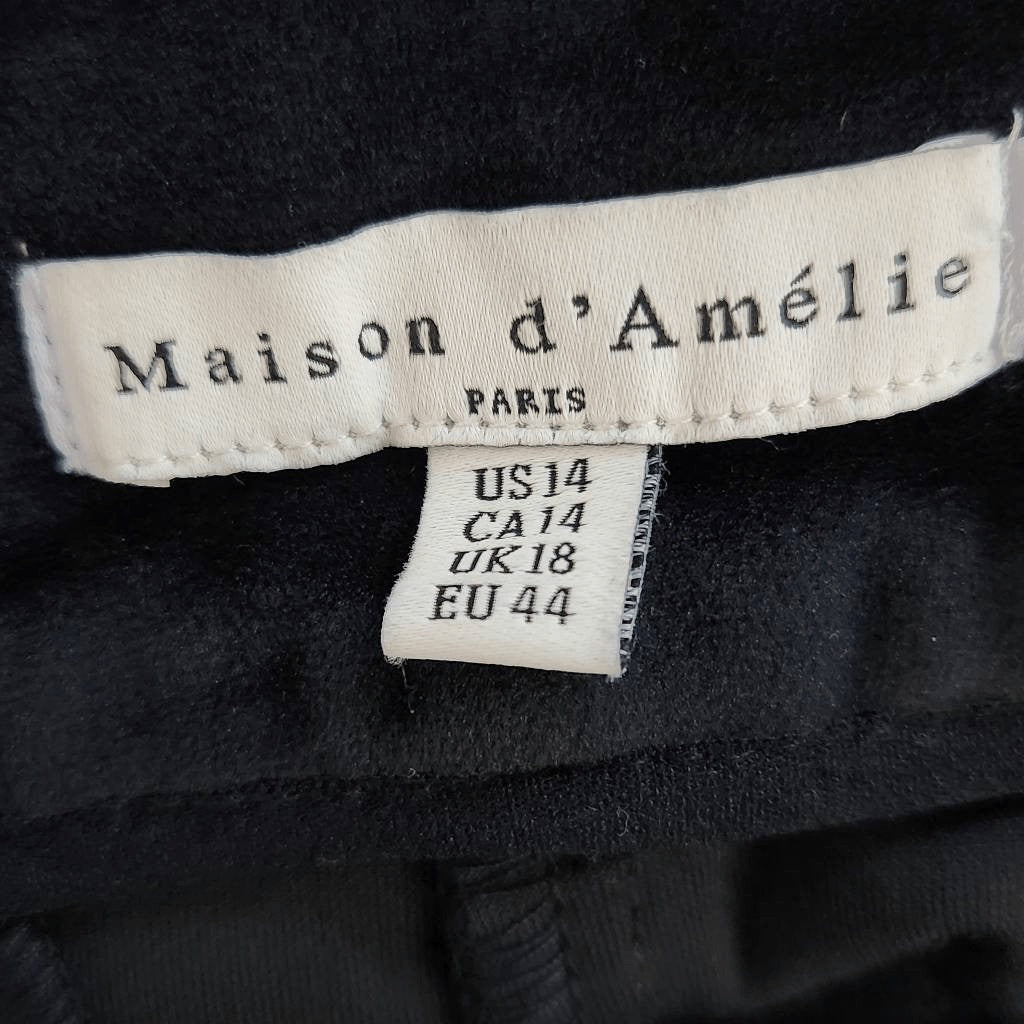 Maison d'Amélie
PARIS
US 14
CA 14
UK 18
EU 44